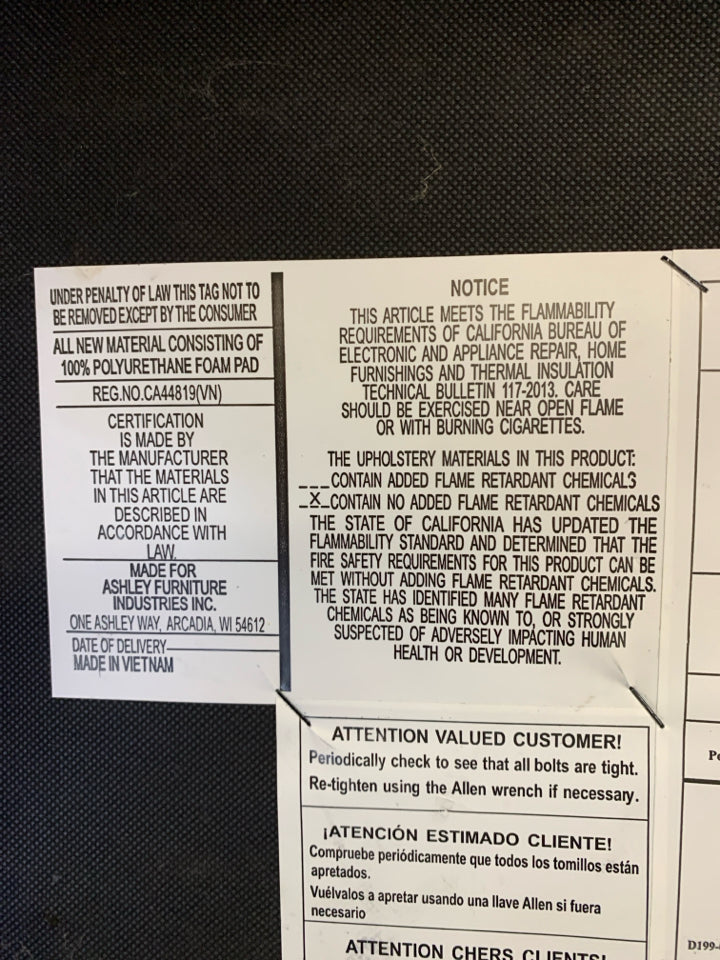 UNDER PENALTY OF LAW THIS TAG NOT TO
BE REMOVED EXCEPT BY THE CONSUMER
ALL NEW MATERIAL CONSISTING OF
100% POLYURETHANE FOAM PAD
REG.NO.CA44819(VN)
CERTIFICATION
IS MADE BY
THE MANUFACTURER
THAT THE MATERIALS
IN THIS ARTICLE ARE
DESCRIBED IN
ACCORDANCE WITH
LAW.
MADE FOR
ASHLEY FURNITURE
INDUSTRIES INC.
ONE ASHLEY WAY, ARCADIA, WI 54612
DATE OF DELIVERY
MADE IN VIETNAM
NOTICE
THIS ARTICLE MEETS THE FLAMMABILITY
REQUIREMENTS OF CALIFORNIA BUREAU OF
ELECTRONIC AND APPLIANCE REPAIR, HOME
FURNISHINGS AND THERMAL INSULATION
TECHNICAL BULLETIN 117-2013. CARE
SHOULD BE EXERCISED NEAR OPEN FLAME
OR WITH BURNING CIGARETTES.
THE UPHOLSTERY MATERIALS IN THIS PRODUCT:
___CONTAIN ADDED FLAME RETARDANT CHEMICALS
_X_CONTAIN NO ADDED FLAME RETARDANT CHEMICALS
THE STATE OF CALIFORNIA HAS UPDATED THE
FLAMMABILITY STANDARD AND DETERMINED THAT THE
FIRE SAFETY REQUIREMENTS FOR THIS PRODUCT CAN BE
MET WITHOUT ADDING FLAME RETARDANT CHEMICALS.
THE STATE HAS IDENTIFIED MANY FLAME RETARDANT
CHEMICALS AS BEING KNOWN TO, OR STRONGLY
SUSPECTED OF ADVERSELY IMPACTING HUMAN
HEALTH OR DEVELOPMENT.
ATTENTION VALUED CUSTOMER!
Periodically check to see that all bolts are tight.
Re-tighten using the Allen wrench if necessary.
¡ATENCIÓN ESTIMADO CLIENTE!
Compruebe periódicamente que todos los tornillos están
apretados.
Vuélvalos a apretar usando una llave Allen si fuera
necesario
ATTENTION CHERS CLIENTS!
D199-